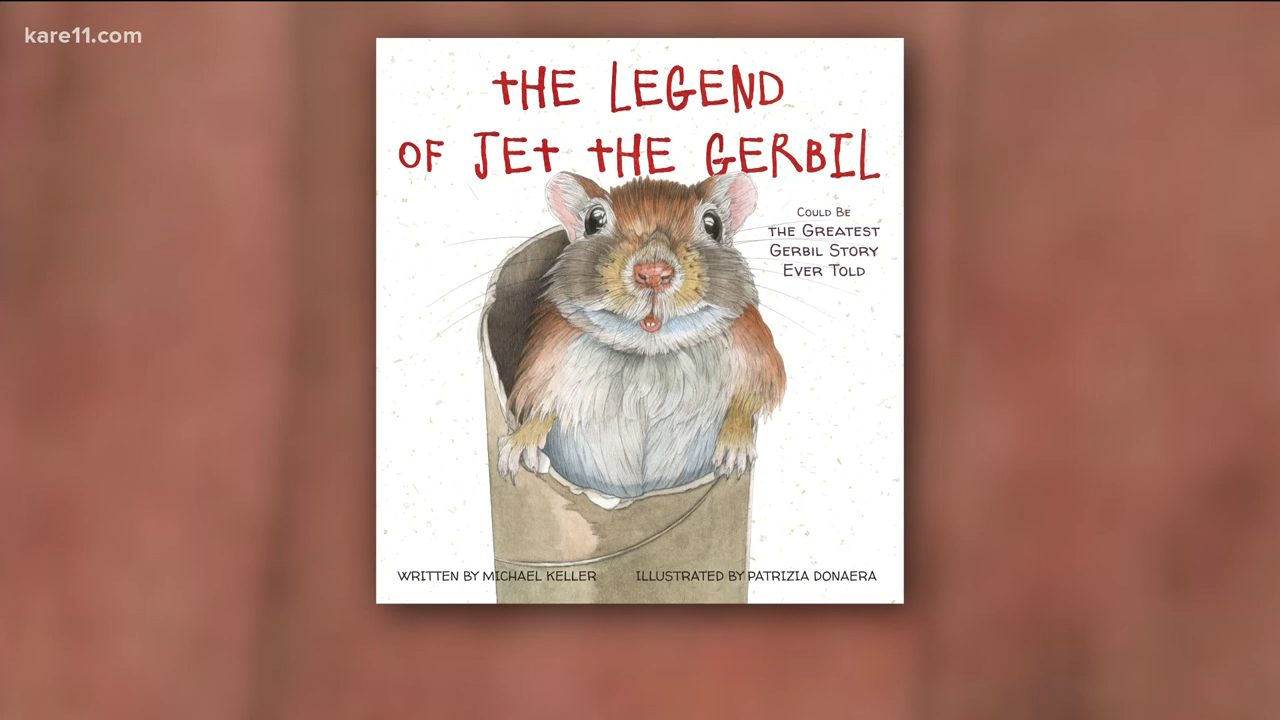 kare11.com
tHE LEGEND
OF JEt tHE GERBIL
Could Be
the Greatest
Gerbil Story
Ever Told
WRITTEN BY MICHAEL KELLER
ILLUSTRATED BY PATRIZIA DONAERA